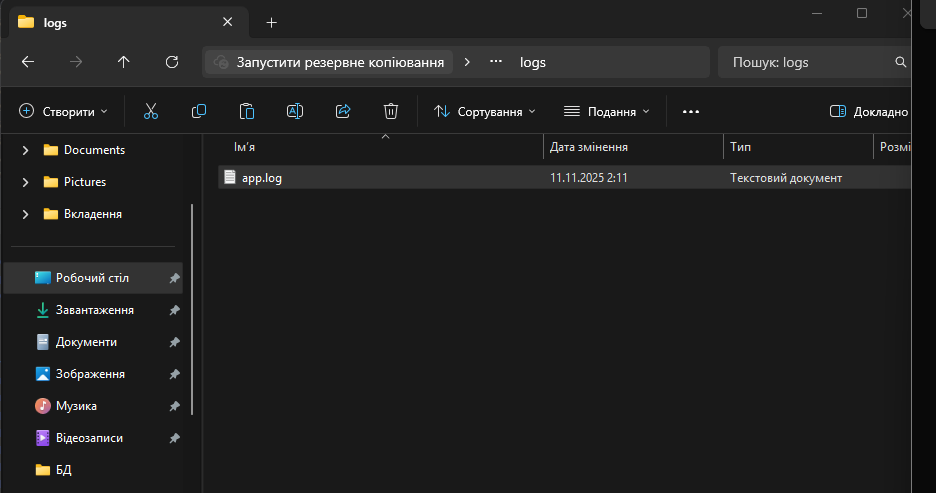 logs
Запустити резервне копіювання > ... logs
Пошук: logs
Створити
Сортування
Подання
Докладно
Documents
Pictures
Вкладення
Робочий стіл
Завантаження
Документи
Зображення
Музика
Відеозаписи
БД
Ім'я Дата змінення Тип Розмі
app.log 11.11.2025 2:11 Текстовий документ